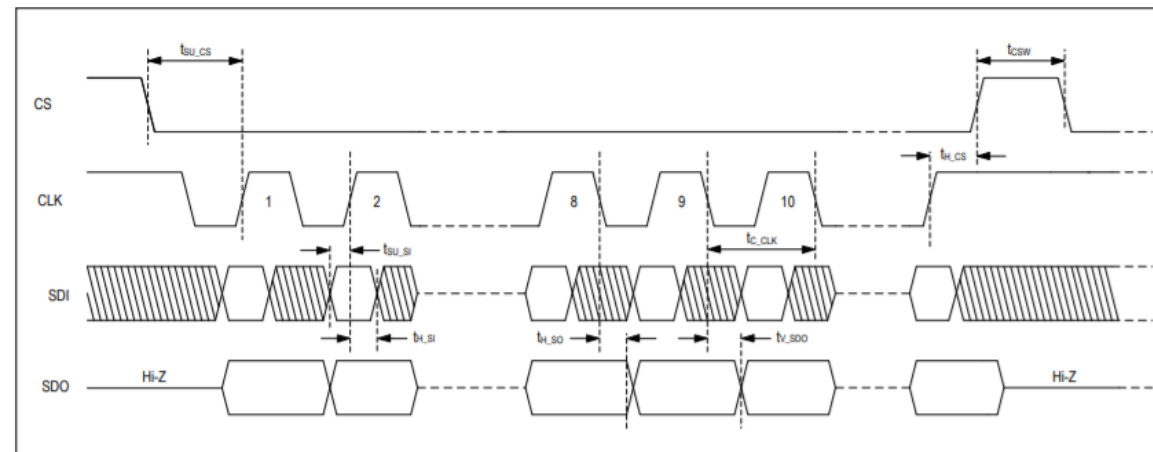 tSU_CS
tCSW
CS
tH_CS
CLK
1
2
8
9
10
tSU_SI
tC_CLK
SDI
tH_SI
tH_SO
tV_SDO
SDO
Hi-Z
Hi-Z